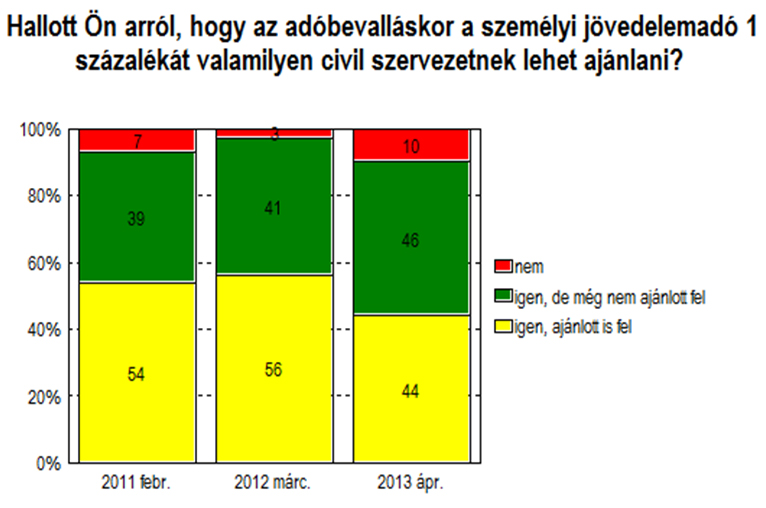 Hallott Ön arról, hogy az adóbevalláskor a személyi jövedelemadó 1
százalékát valamilyen civil szervezetnek lehet ajánlani?
100%
80%
60%
40%
20%
0%
7
3
10
39
41
46
54
56
44
2011 febr.
2012 márc.
2013 ápr.
nem
igen, de még nem ajánlott fel
igen, ajánlott is fel